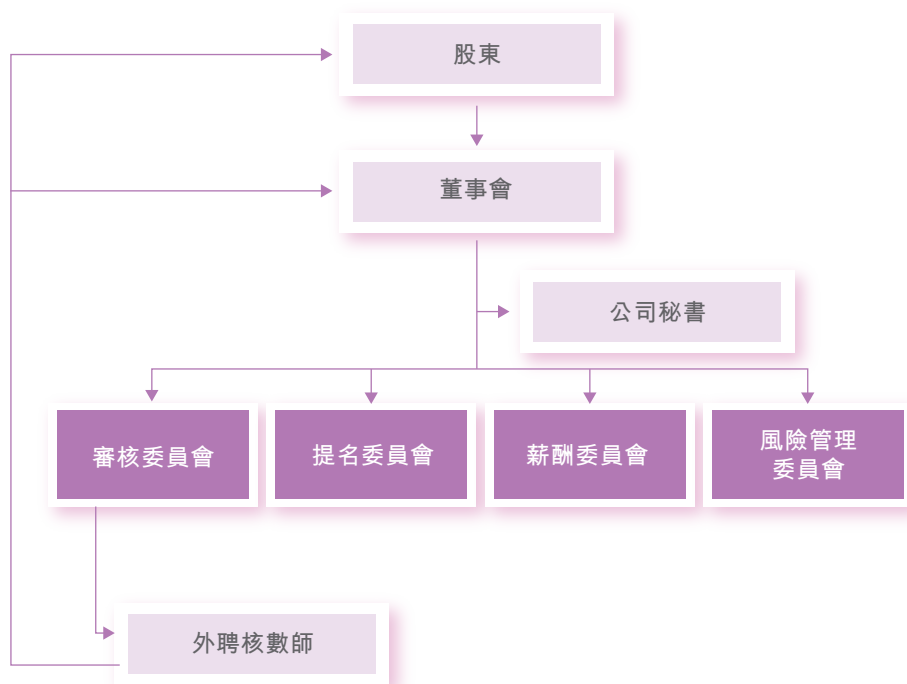 股東
董事會
公司秘書
審核委員會
提名委員會
薪酬委員會
風險管理
委員會
外聘核數師